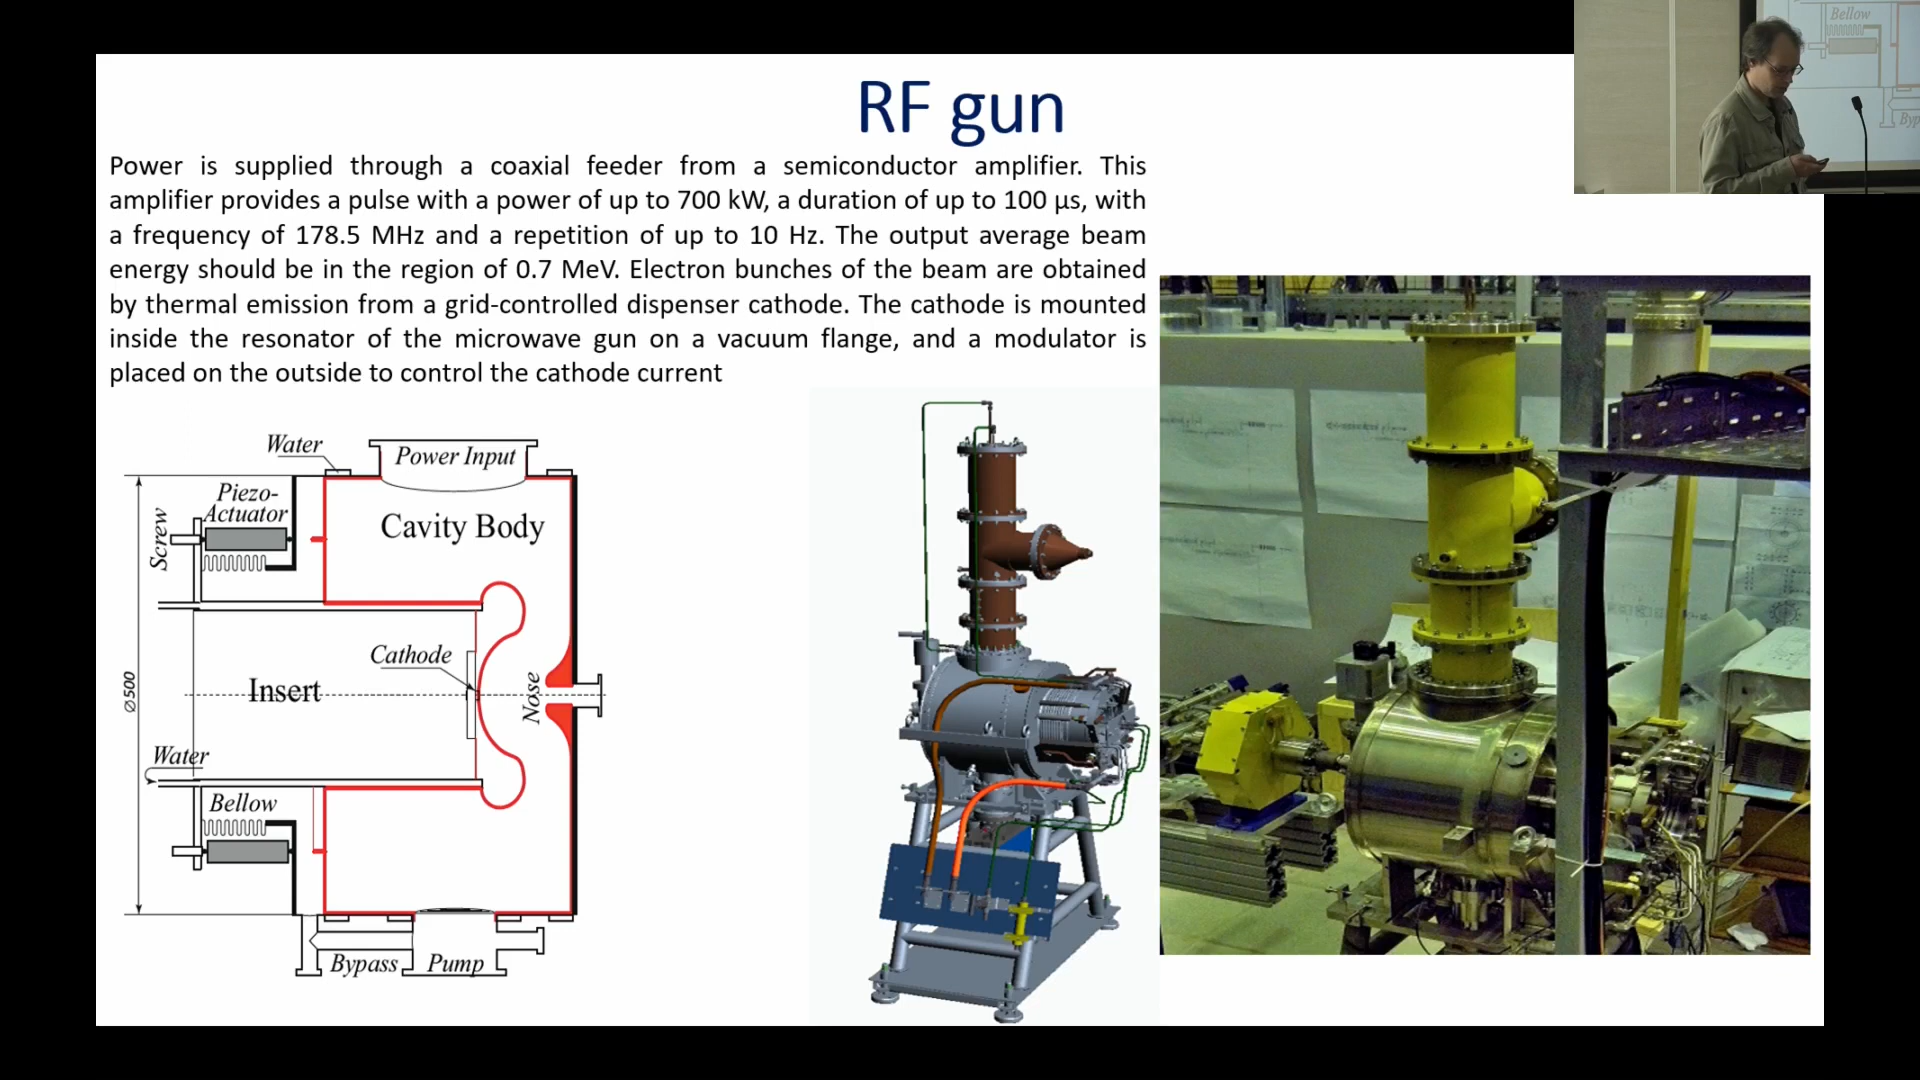 RF gun
Power is supplied through a coaxial feeder from a semiconductor amplifier. This
amplifier provides a pulse with a power of up to 700 kW, a duration of up to 100 µs, with
a frequency of 178.5 MHz and a repetition of up to 10 Hz. The output average beam
energy should be in the region of 0.7 MeV. Electron bunches of the beam are obtained
by thermal emission from a grid-controlled dispenser cathode. The cathode is mounted
inside the resonator of the microwave gun on a vacuum flange, and a modulator is
placed on the outside to control the cathode current
Water
Power Input
Piezo-
Actuator
Screw
Cavity Body
Cathode
Insert
Nose
Ø500
Water
Bellow
Bypass
Pump
Bellow
Byp